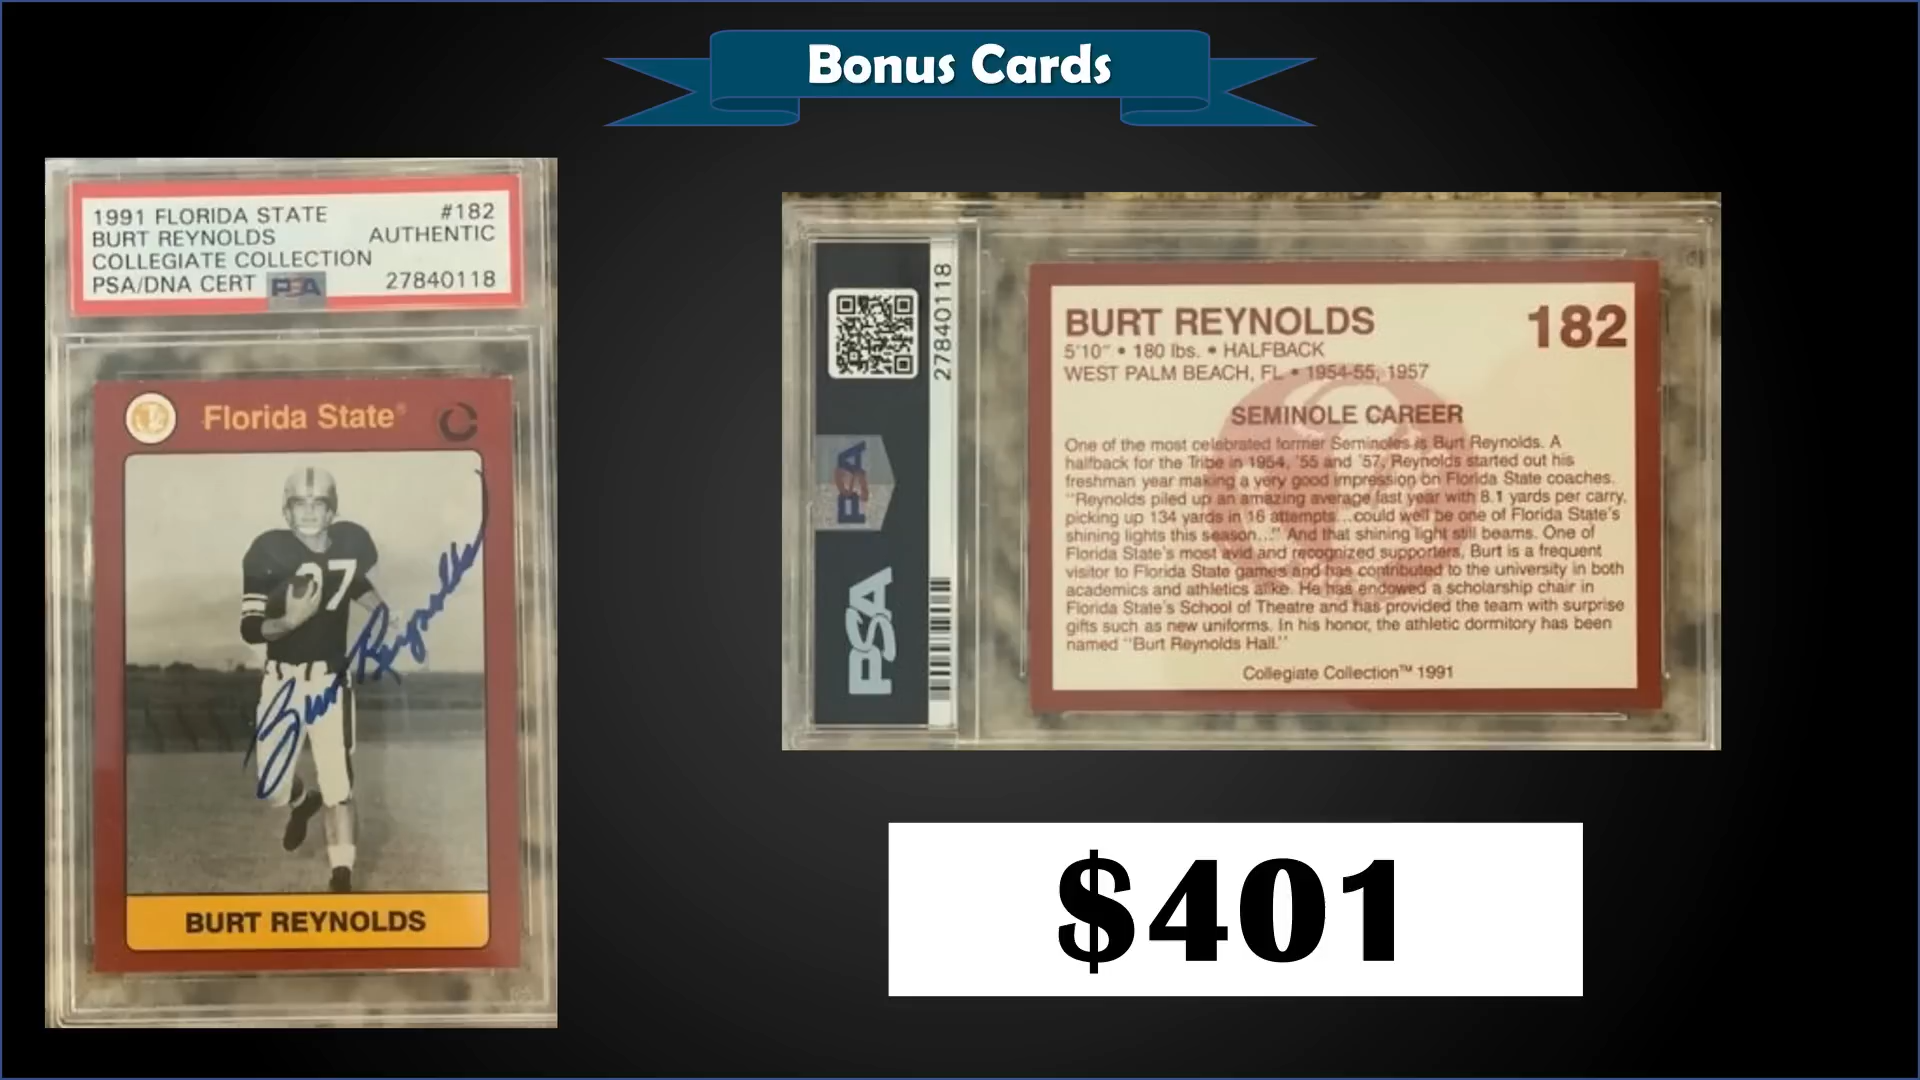 Bonus Cards
1991 FLORIDA STATE #182
BURT REYNOLDS AUTHENTIC
COLLEGIATE COLLECTION
PSA/DNA CERT PSA 27840118
Florida State®
37
Burt Reynolds
BURT REYNOLDS
27840118
PSA
PSA
BURT REYNOLDS 182
5'10" • 180 lbs. • HALFBACK
WEST PALM BEACH, FL • 1954-55, 1957
SEMINOLE CAREER
One of the most celebrated former Seminoles is Burt Reynolds. A
halfback for the Tribe in 1954, '55 and '57, Reynolds started out his
freshman year making a very good impression on Florida State coaches.
"Reynolds piled up an amazing average last year with 8.1 yards per carry,
picking up 134 yards in 16 attempts...could well be one of Florida State's
shining lights this season..." And that shining light still beams. One of
Florida State's most avid and recognized supporters, Burt is a frequent
visitor to Florida State games and has contributed to the university in both
academics and athletics alike. He has endowed a scholarship chair in
Florida State's School of Theatre and has provided the team with surprise
gifts such as new uniforms. In his honor, the athletic dormitory has been
named "Burt Reynolds Hall."
Collegiate Collection™ 1991
$401